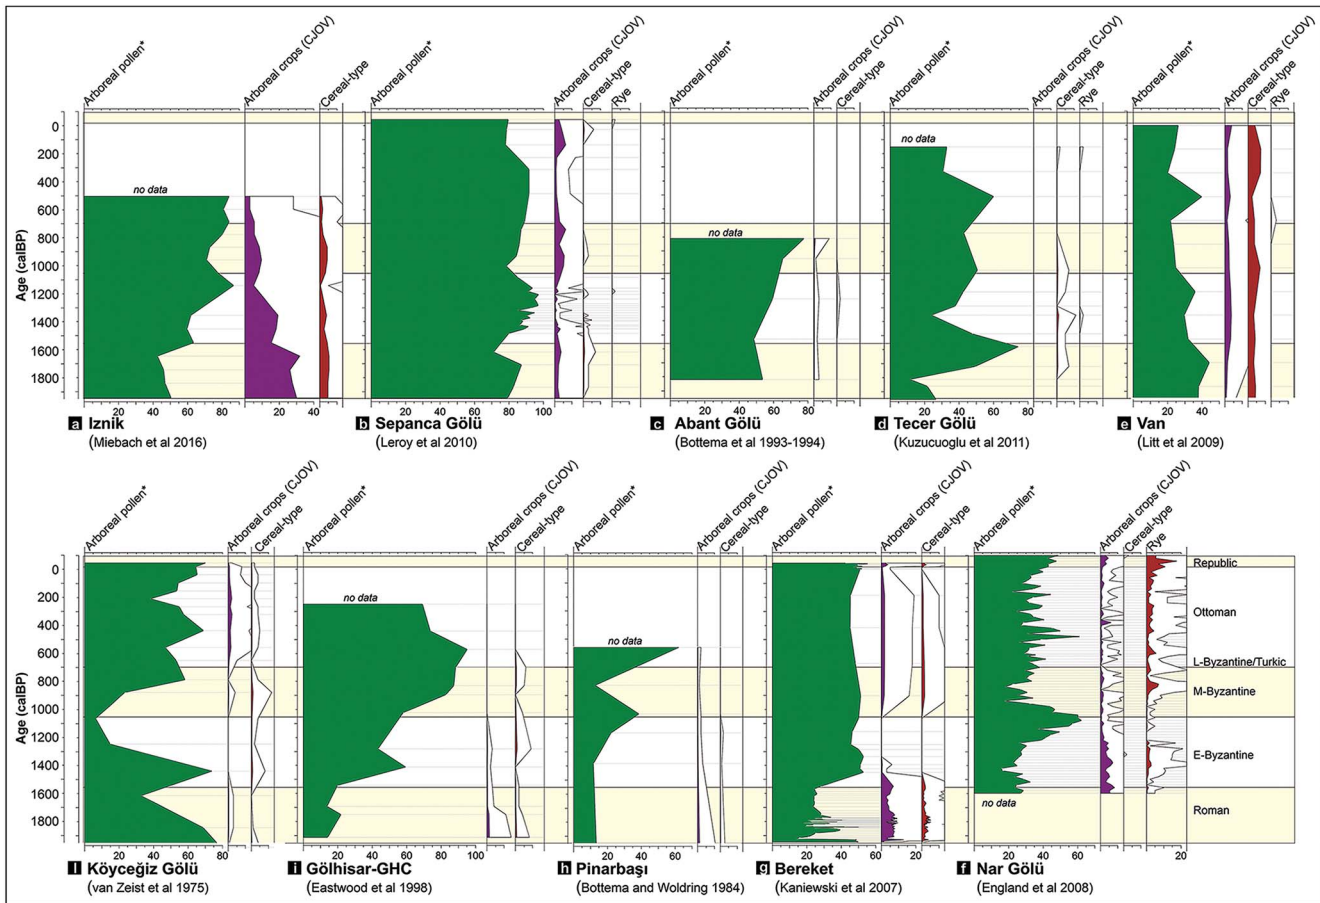 Arboreal pollen* Arboreal crops (CJOV) Cereal-type
Arboreal pollen* Arboreal crops (CJOV) Cereal-type Rye
Arboreal pollen* Arboreal crops (CJOV) Cereal-type
Arboreal pollen* Arboreal crops (CJOV) Cereal-type Rye
Arboreal pollen* Arboreal crops (CJOV) Cereal-type Rye
Age (calBP)
0
200
400
600
800
1000
1200
1400
1600
1800
no data
no data
no data
20 40 60 80 40
20 40 60 80 100
20 40 60
20 40 60 80
20 40
a Iznik
(Miebach et al 2016)
b Sepanca Gölü
(Leroy et al 2010)
c Abant Gölü
(Bottema et al 1993-1994)
d Tecer Gölü
(Kuzucuoglu et al 2011)
e Van
(Litt et al 2009)
Arboreal pollen* Arboreal crops (CJOV) Cereal-type
Arboreal pollen* Arboreal crops (CJOV) Cereal-type
Arboreal pollen* Arboreal crops (CJOV) Cereal-type
Arboreal pollen* Arboreal crops (CJOV) Cereal-type
Arboreal pollen* Arboreal crops (CJOV) Cereal-type Rye
Age (calBP)
0
200
400
600
800
1000
1200
1400
1600
1800
no data
no data
no data
Republic
Ottoman
L-Byzantine/Turkic
M-Byzantine
E-Byzantine
Roman
20 40 60 80
20 40 60 100
20 40 60
20 40 60 20
20 40 60 20
l Köyceğiz Gölü
(van Zeist et al 1975)
i Gölhisar-GHC
(Eastwood et al 1998)
h Pinarbaşı
(Bottema and Woldring 1984)
g Bereket
(Kaniewski et al 2007)
f Nar Gölü
(England et al 2008)